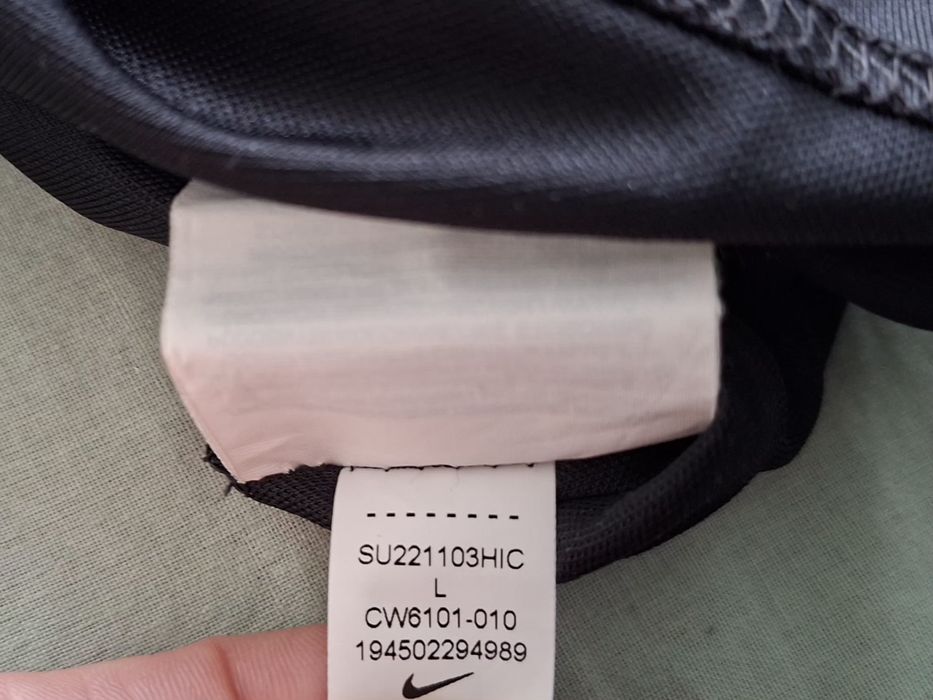 --------
SU221103HIC
L
CW6101-010
194502294989